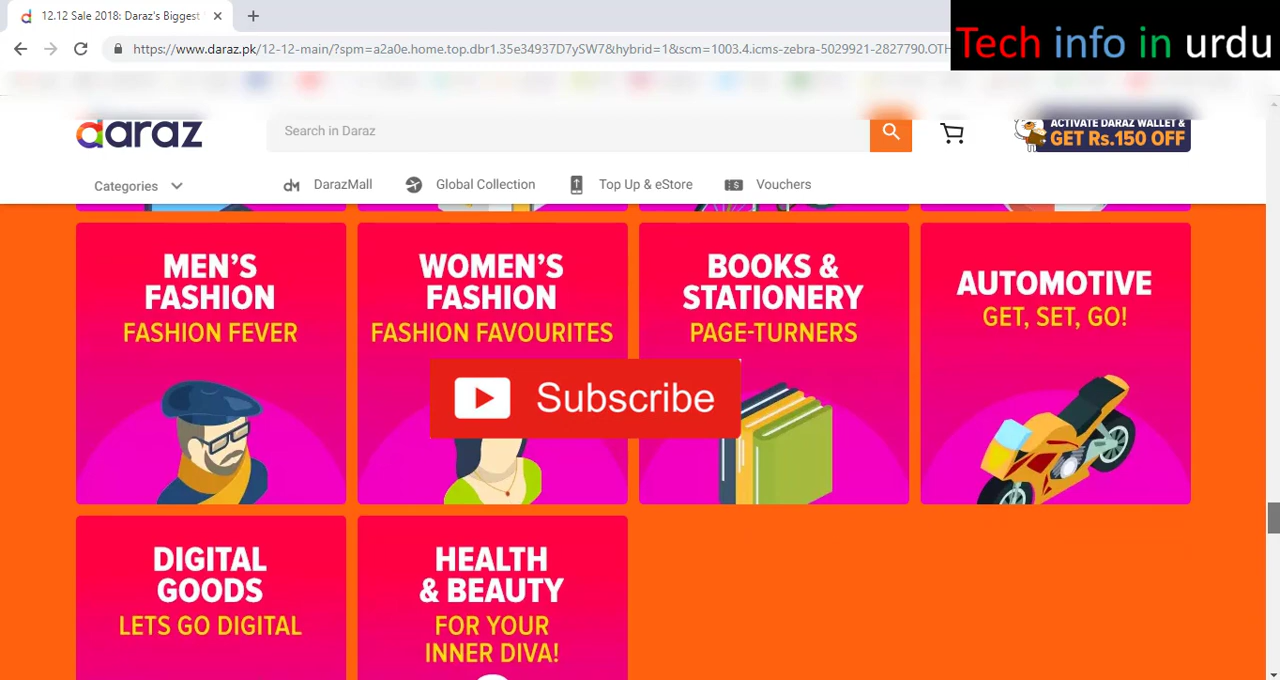 12.12 Sale 2018: Daraz's Biggest
https://www.daraz.pk/12-12-main/?spm=a2a0e.home.top.dbr1.35e34937D7ySW7&hybrid=1&scm=1003.4.icms-zebra-5029921-2827790.OTH
Tech info in urdu
daraz
Search in Daraz
ACTIVATE DARAZ WALLET &
GET Rs.150 OFF
Categories
dm DarazMall
Global Collection
Top Up & eStore
Vouchers
MEN'S
FASHION
FASHION FEVER
WOMEN'S
FASHION
FASHION FAVOURITES
BOOKS &
STATIONERY
PAGE-TURNERS
AUTOMOTIVE
GET, SET, GO!
Subscribe
DIGITAL
GOODS
LETS GO DIGITAL
HEALTH
& BEAUTY
FOR YOUR
INNER DIVA!